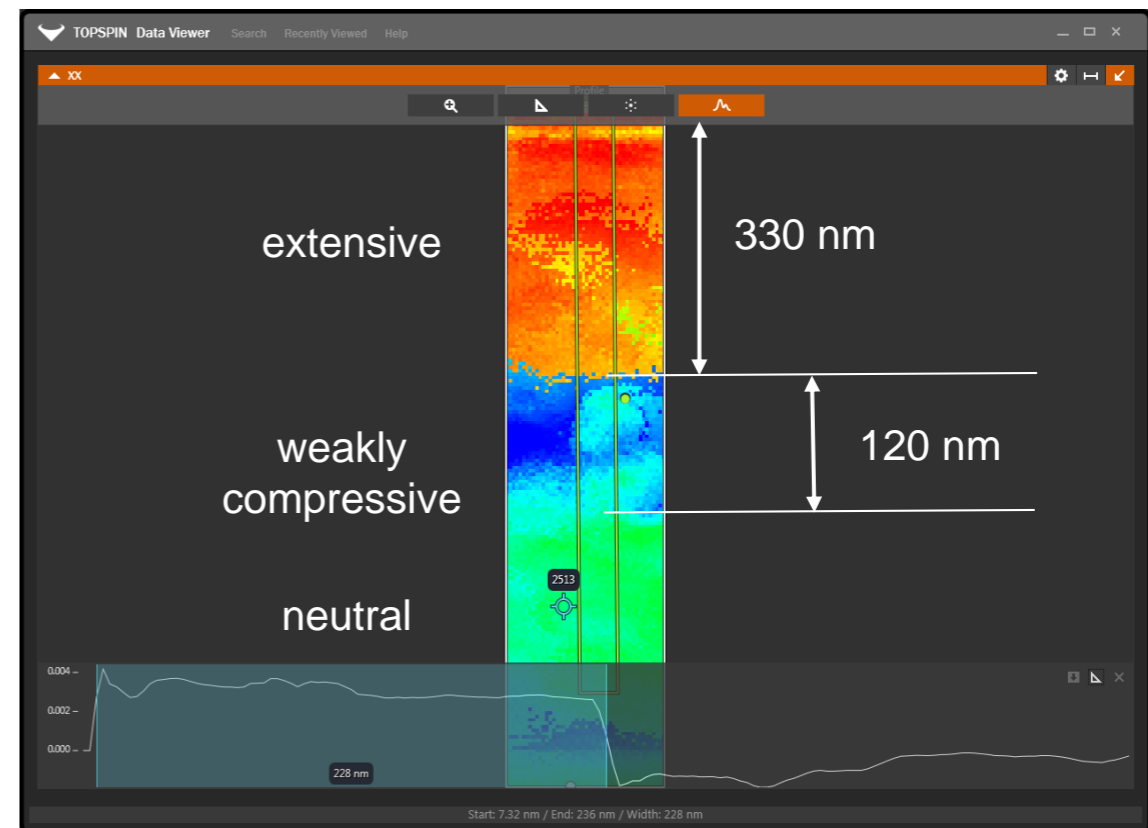 TOPSPIN Data Viewer Search Recently Viewed Help
XX
Profile
extensive
330 nm
weakly
compressive
120 nm
2513
neutral
0.004
0.002
0.000
228 nm
Start: 7.32 nm / End: 236 nm / Width: 228 nm